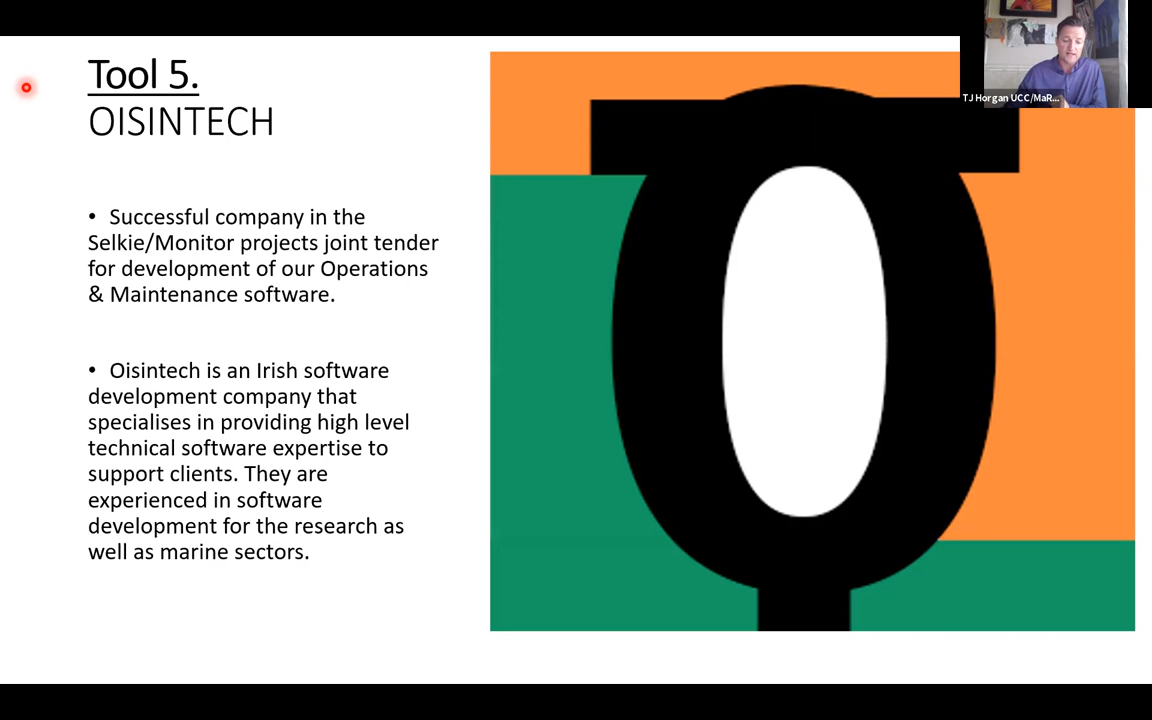 Tool 5.
OISINTECH
• Successful company in the
Selkie/Monitor projects joint tender
for development of our Operations
& Maintenance software.
• Oisintech is an Irish software
development company that
specialises in providing high level
technical software expertise to
support clients. They are
experienced in software
development for the research as
well as marine sectors.
TJ Horgan UCC/MaR...